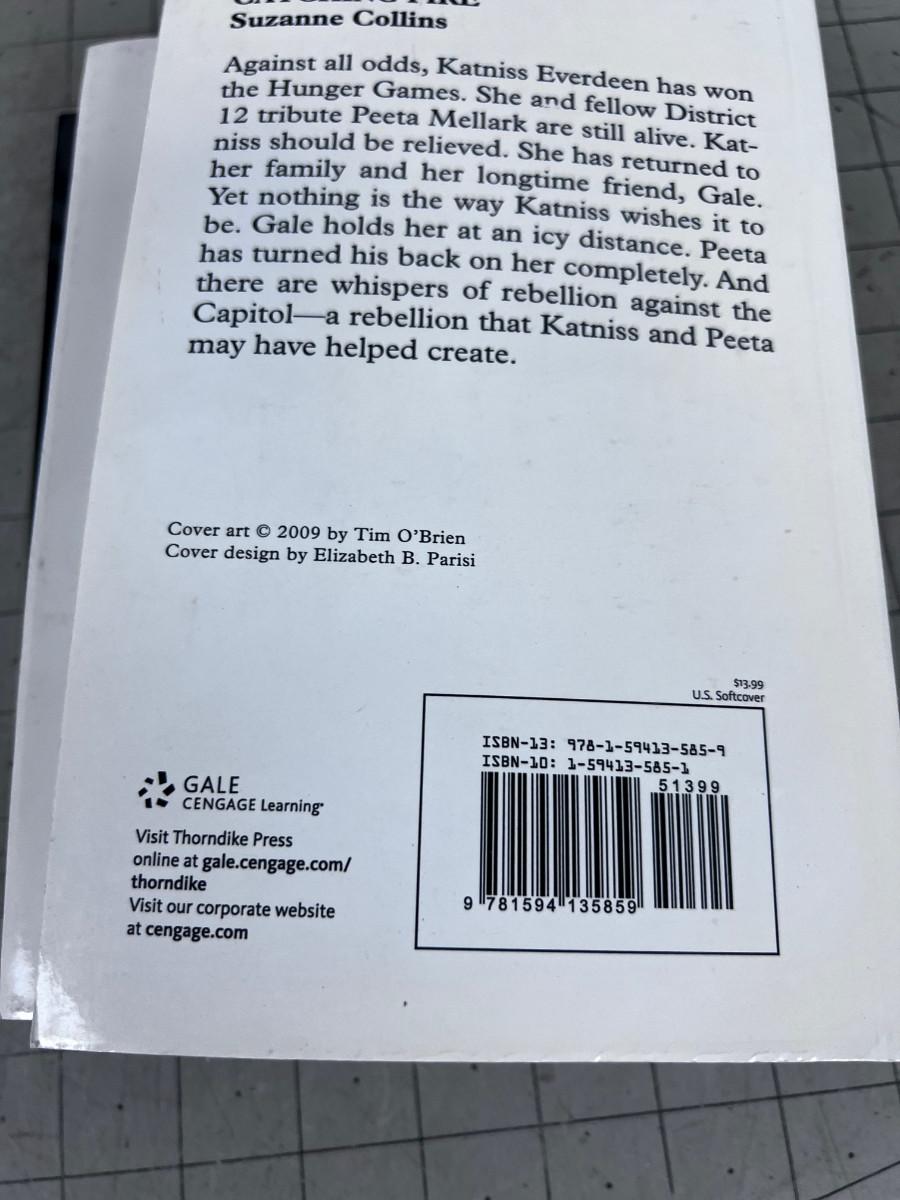 CATCHING FIRE
Suzanne Collins
Against all odds, Katniss Everdeen has won
the Hunger Games. She and fellow District
12 tribute Peeta Mellark are still alive. Kat-
niss should be relieved. She has returned to
her family and her longtime friend, Gale.
Yet nothing is the way Katniss wishes it to
be. Gale holds her at an icy distance. Peeta
has turned his back on her completely. And
there are whispers of rebellion against the
Capitol—a rebellion that Katniss and Peeta
may have helped create.
Cover art © 2009 by Tim O'Brien
Cover design by Elizabeth B. Parisi
$13.99
U.S. Softcover
ISBN-13: 978-1-59413-585-9
ISBN-10: 1-59413-585-1
51399
9 781594 135859
GALE
CENGAGE Learning·
Visit Thorndike Press
online at gale.cengage.com/
thorndike
Visit our corporate website
at cengage.com